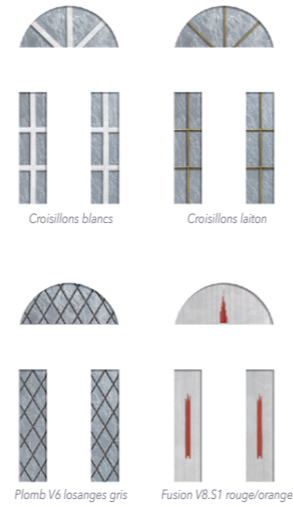 Croisillons blancs
Croisillons laiton
Plomb V6 losanges gris
Fusion V8.S1 rouge/orange